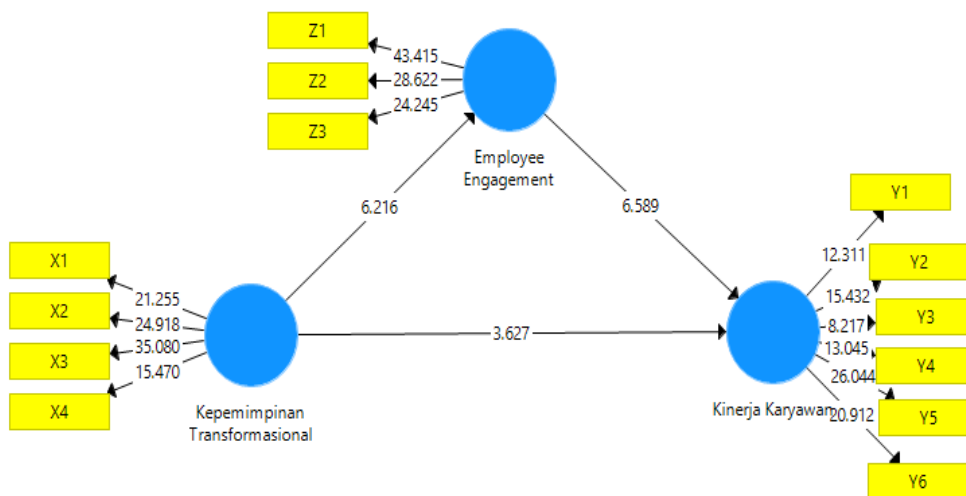 Z1
43.415
Z2
28.622
24.245
Z3
Employee
Engagement
6.216
6.589
Y1
X1
12.311
Y2
21.255
15.432
X2
24.918
8.217
Y3
3.627
35.080
13.045
X3
15.470
26.044
Y4
X4
Kepemimpinan
Transformasional
Kinerja Karyawan
20.912
Y5
Y6